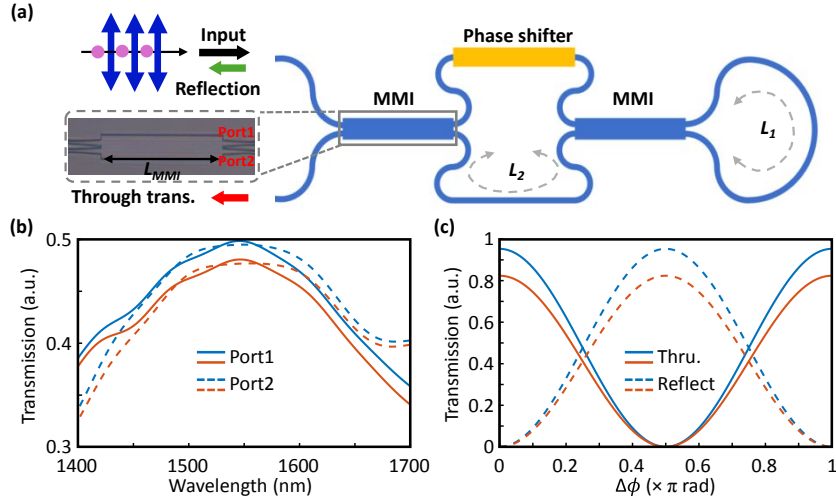 (a)
Input
Reflection
Phase shifter
MMI
MMI
Port1
Port2
L_MMI
L_1
L_2
Through trans.
(b)
Transmission (a.u.)
0.5
0.4
0.3
Port1
Port2
1400
1500
1600
1700
Wavelength (nm)
(c)
Transmission (a.u.)
1
0.8
0.6
0.4
0.2
0
Thru.
Reflect
0
0.2
0.4
0.6
0.8
1
Δϕ (× π rad)